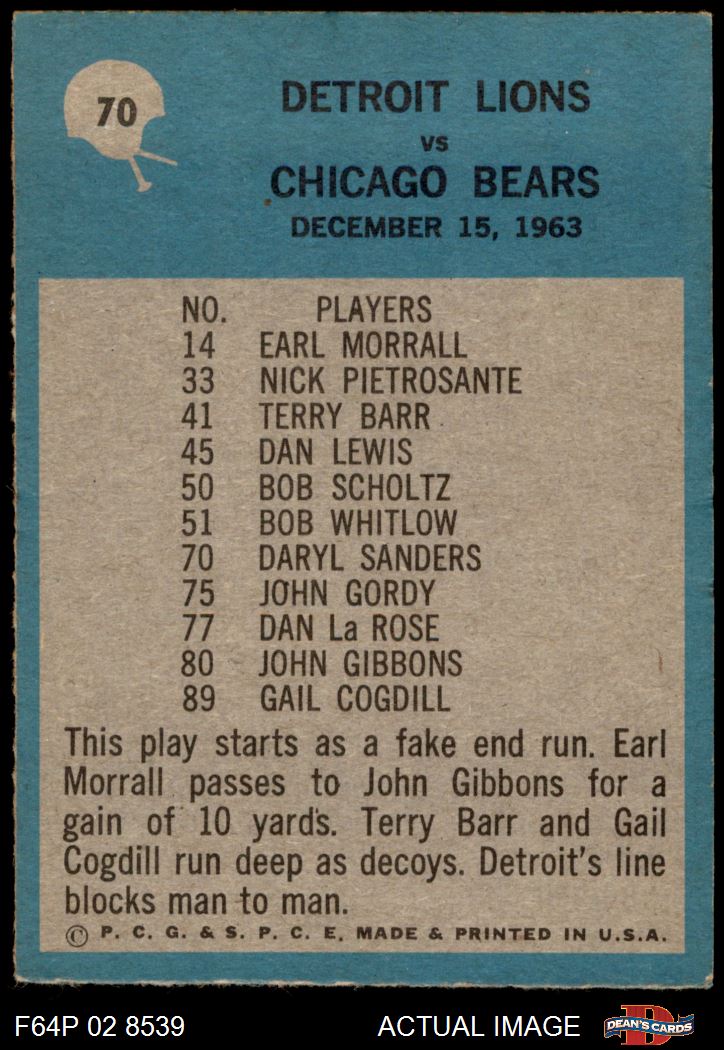 70
DETROIT LIONS
VS
CHICAGO BEARS
DECEMBER 15, 1963
NO. PLAYERS
14 EARL MORRALL
33 NICK PIETROSANTE
41 TERRY BARR
45 DAN LEWIS
50 BOB SCHOLTZ
51 BOB WHITLOW
70 DARYL SANDERS
75 JOHN GORDY
77 DAN La ROSE
80 JOHN GIBBONS
89 GAIL COGDILL
This play starts as a fake end run. Earl
Morrall passes to John Gibbons for a
gain of 10 yards. Terry Barr and Gail
Cogdill run deep as decoys. Detroit's line
blocks man to man.
© P. C. G. & S. P. C. E. MADE & PRINTED IN U.S.A.
F64P 02 8539 ACTUAL IMAGE D DEAN'S CARDS